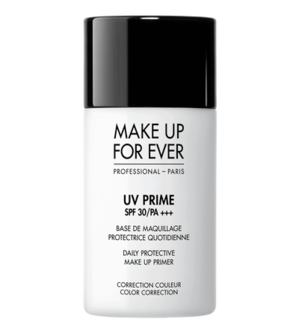 MAKE UP
FOR EVER
PROFESSIONAL – PARIS
UV PRIME
SPF 30/PA +++
BASE DE MAQUILLAGE
PROTECTRICE QUOTIDIENNE
DAILY PROTECTIVE
MAKE UP PRIMER
CORRECTION COULEUR
COLOR CORRECTION